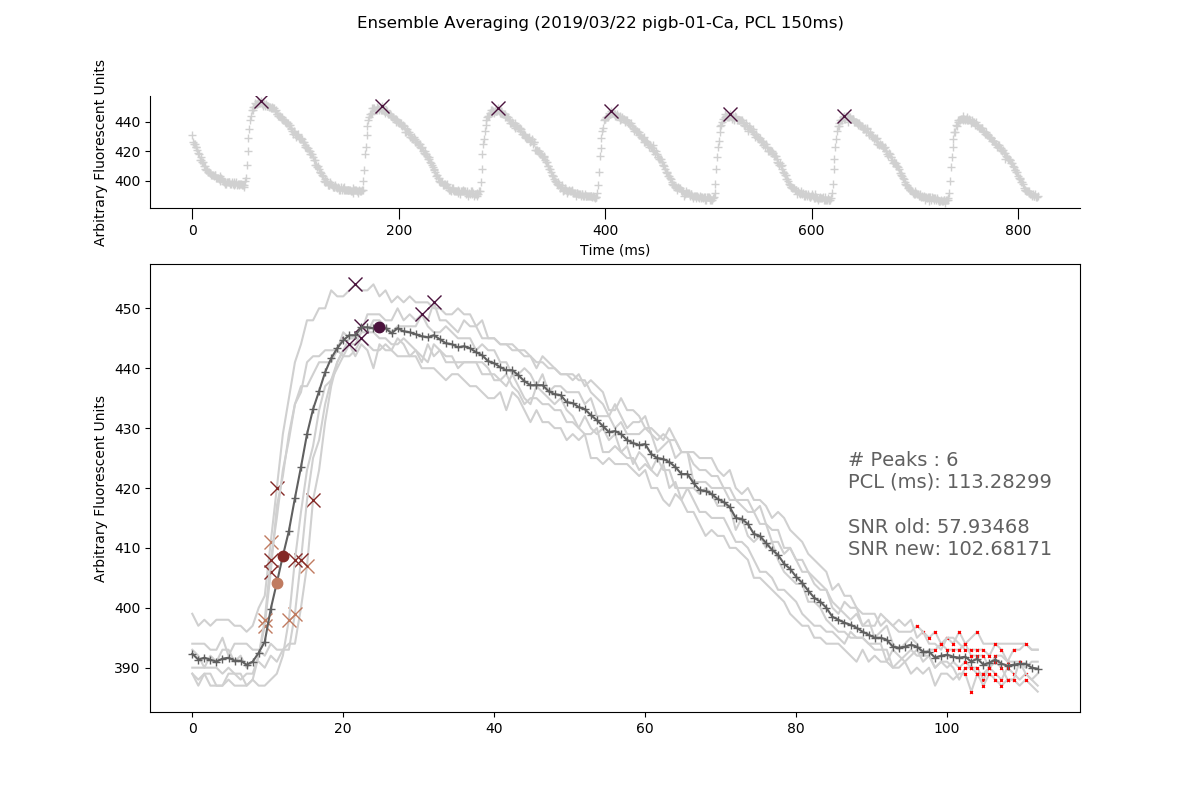 Ensemble Averaging (2019/03/22 pigb-01-Ca, PCL 150ms)
Arbitrary Fluorescent Units
440
420
400
0 200 400 600 800
Time (ms)
Arbitrary Fluorescent Units
450
440
430
420
410
400
390
# Peaks : 6
PCL (ms): 113.28299
SNR old: 57.93468
SNR new: 102.68171
0 20 40 60 80 100